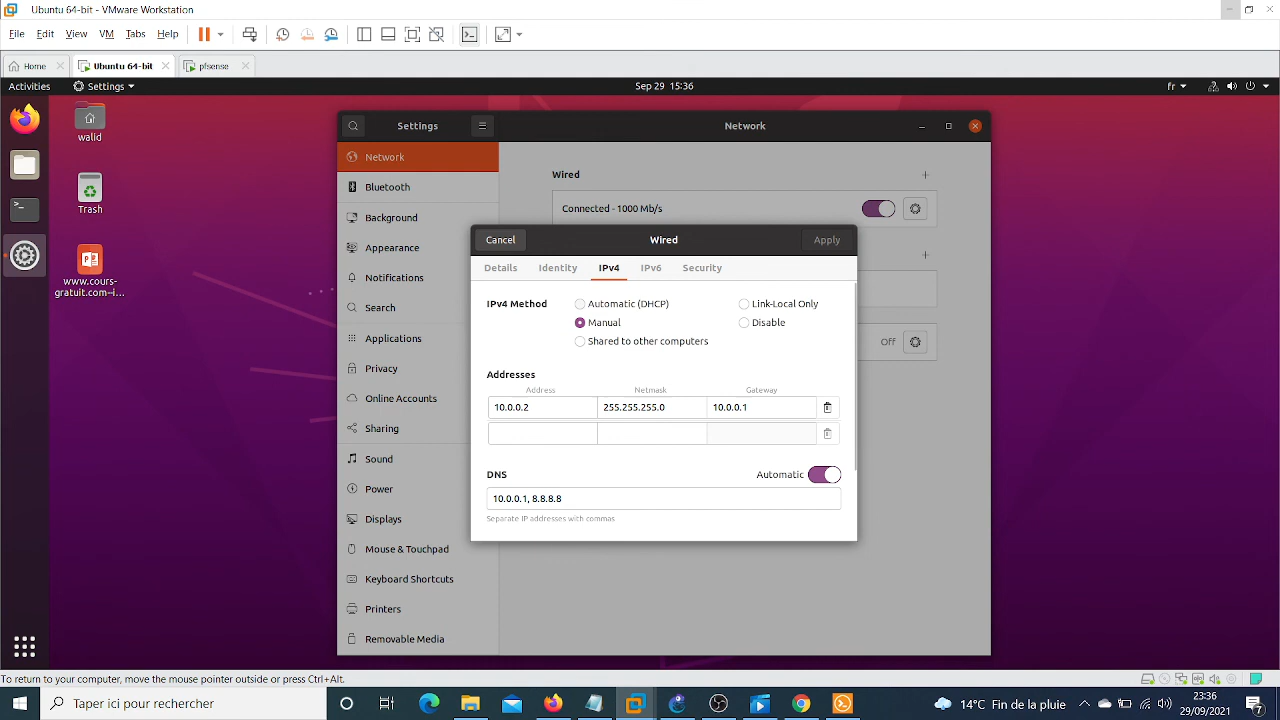 Ubuntu 64-bit - VMware Workstation
File Edit View VM Tabs Help
Home Ubuntu 64-bit pfsense
Activities Settings Sep 29 15:36 fr
walid
Trash
www.cours-
gratuit.com--i...
Settings Network
Network
Bluetooth
Background
Appearance
Notifications
Search
Applications
Privacy
Online Accounts
Sharing
Sound
Power
Displays
Mouse & Touchpad
Keyboard Shortcuts
Printers
Removable Media
Wired
Connected - 1000 Mb/s
Off
Cancel Wired Apply
Details Identity IPv4 IPv6 Security
IPv4 Method Automatic (DHCP) Link-Local Only
Manual Disable
Shared to other computers
Addresses
Address Netmask Gateway
10.0.0.2 255.255.255.0 10.0.0.1
DNS Automatic
10.0.0.1, 8.8.8.8
Separate IP addresses with commas
To return to your computer, move the mouse pointer outside or press Ctrl+Alt.
Taper ici pour rechercher
14°C Fin de la pluie
23:36
29/09/2021